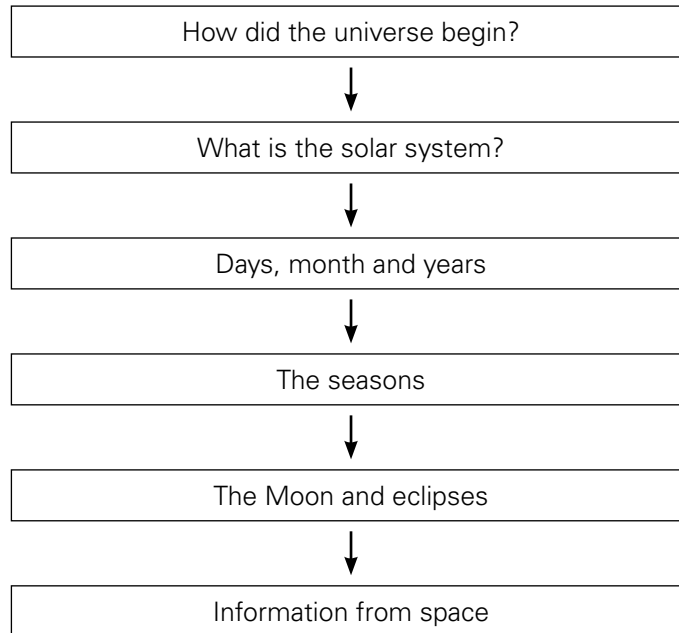 How did the universe begin?
What is the solar system?
Days, month and years
The seasons
The Moon and eclipses
Information from space